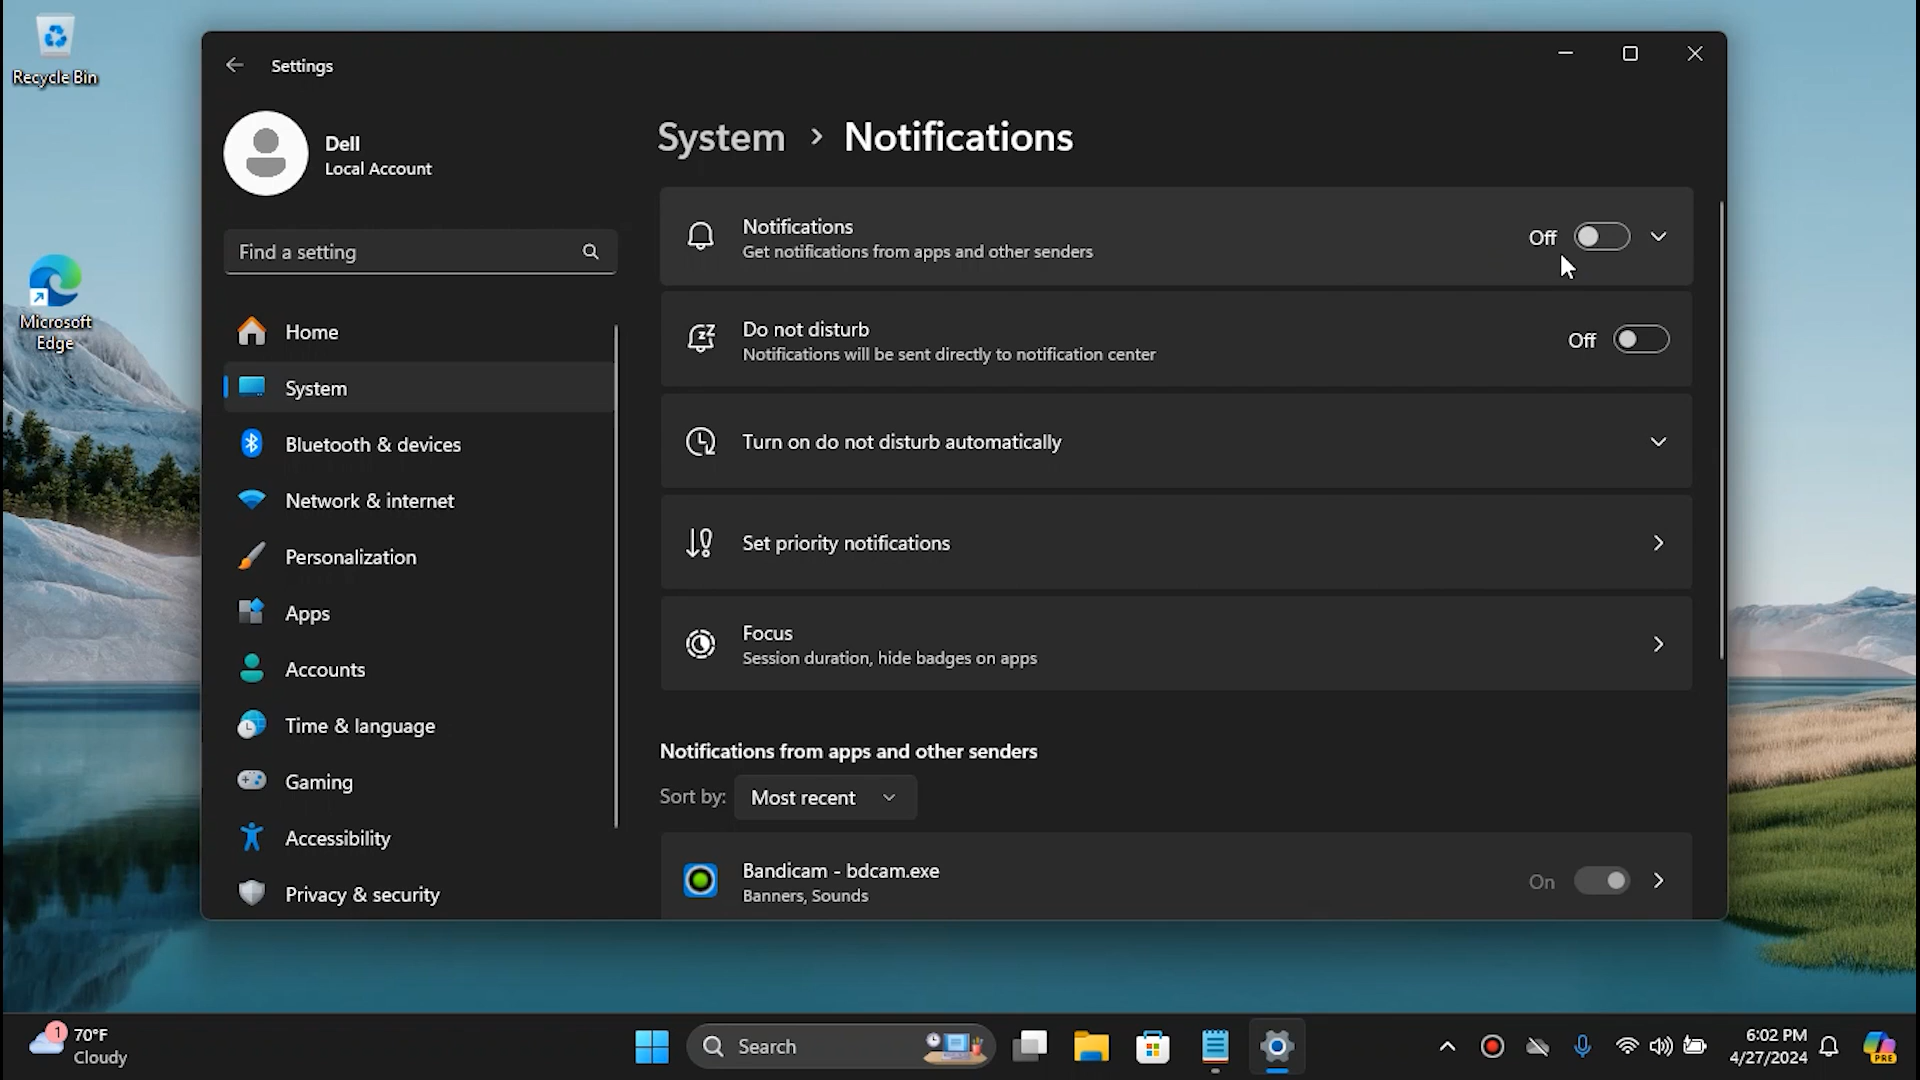 Recycle Bin
Microsoft
Edge
Settings
Dell
Local Account
Find a setting
Home
System
Bluetooth & devices
Network & internet
Personalization
Apps
Accounts
Time & language
Gaming
Accessibility
Privacy & security
System > Notifications
Notifications
Get notifications from apps and other senders
Off
Do not disturb
Notifications will be sent directly to notification center
Off
Turn on do not disturb automatically
Set priority notifications
Focus
Session duration, hide badges on apps
Notifications from apps and other senders
Sort by: Most recent
Bandicam - bdcam.exe
Banners, Sounds
On
1
70°F
Cloudy
Search
6:02 PM
4/27/2024
PRE